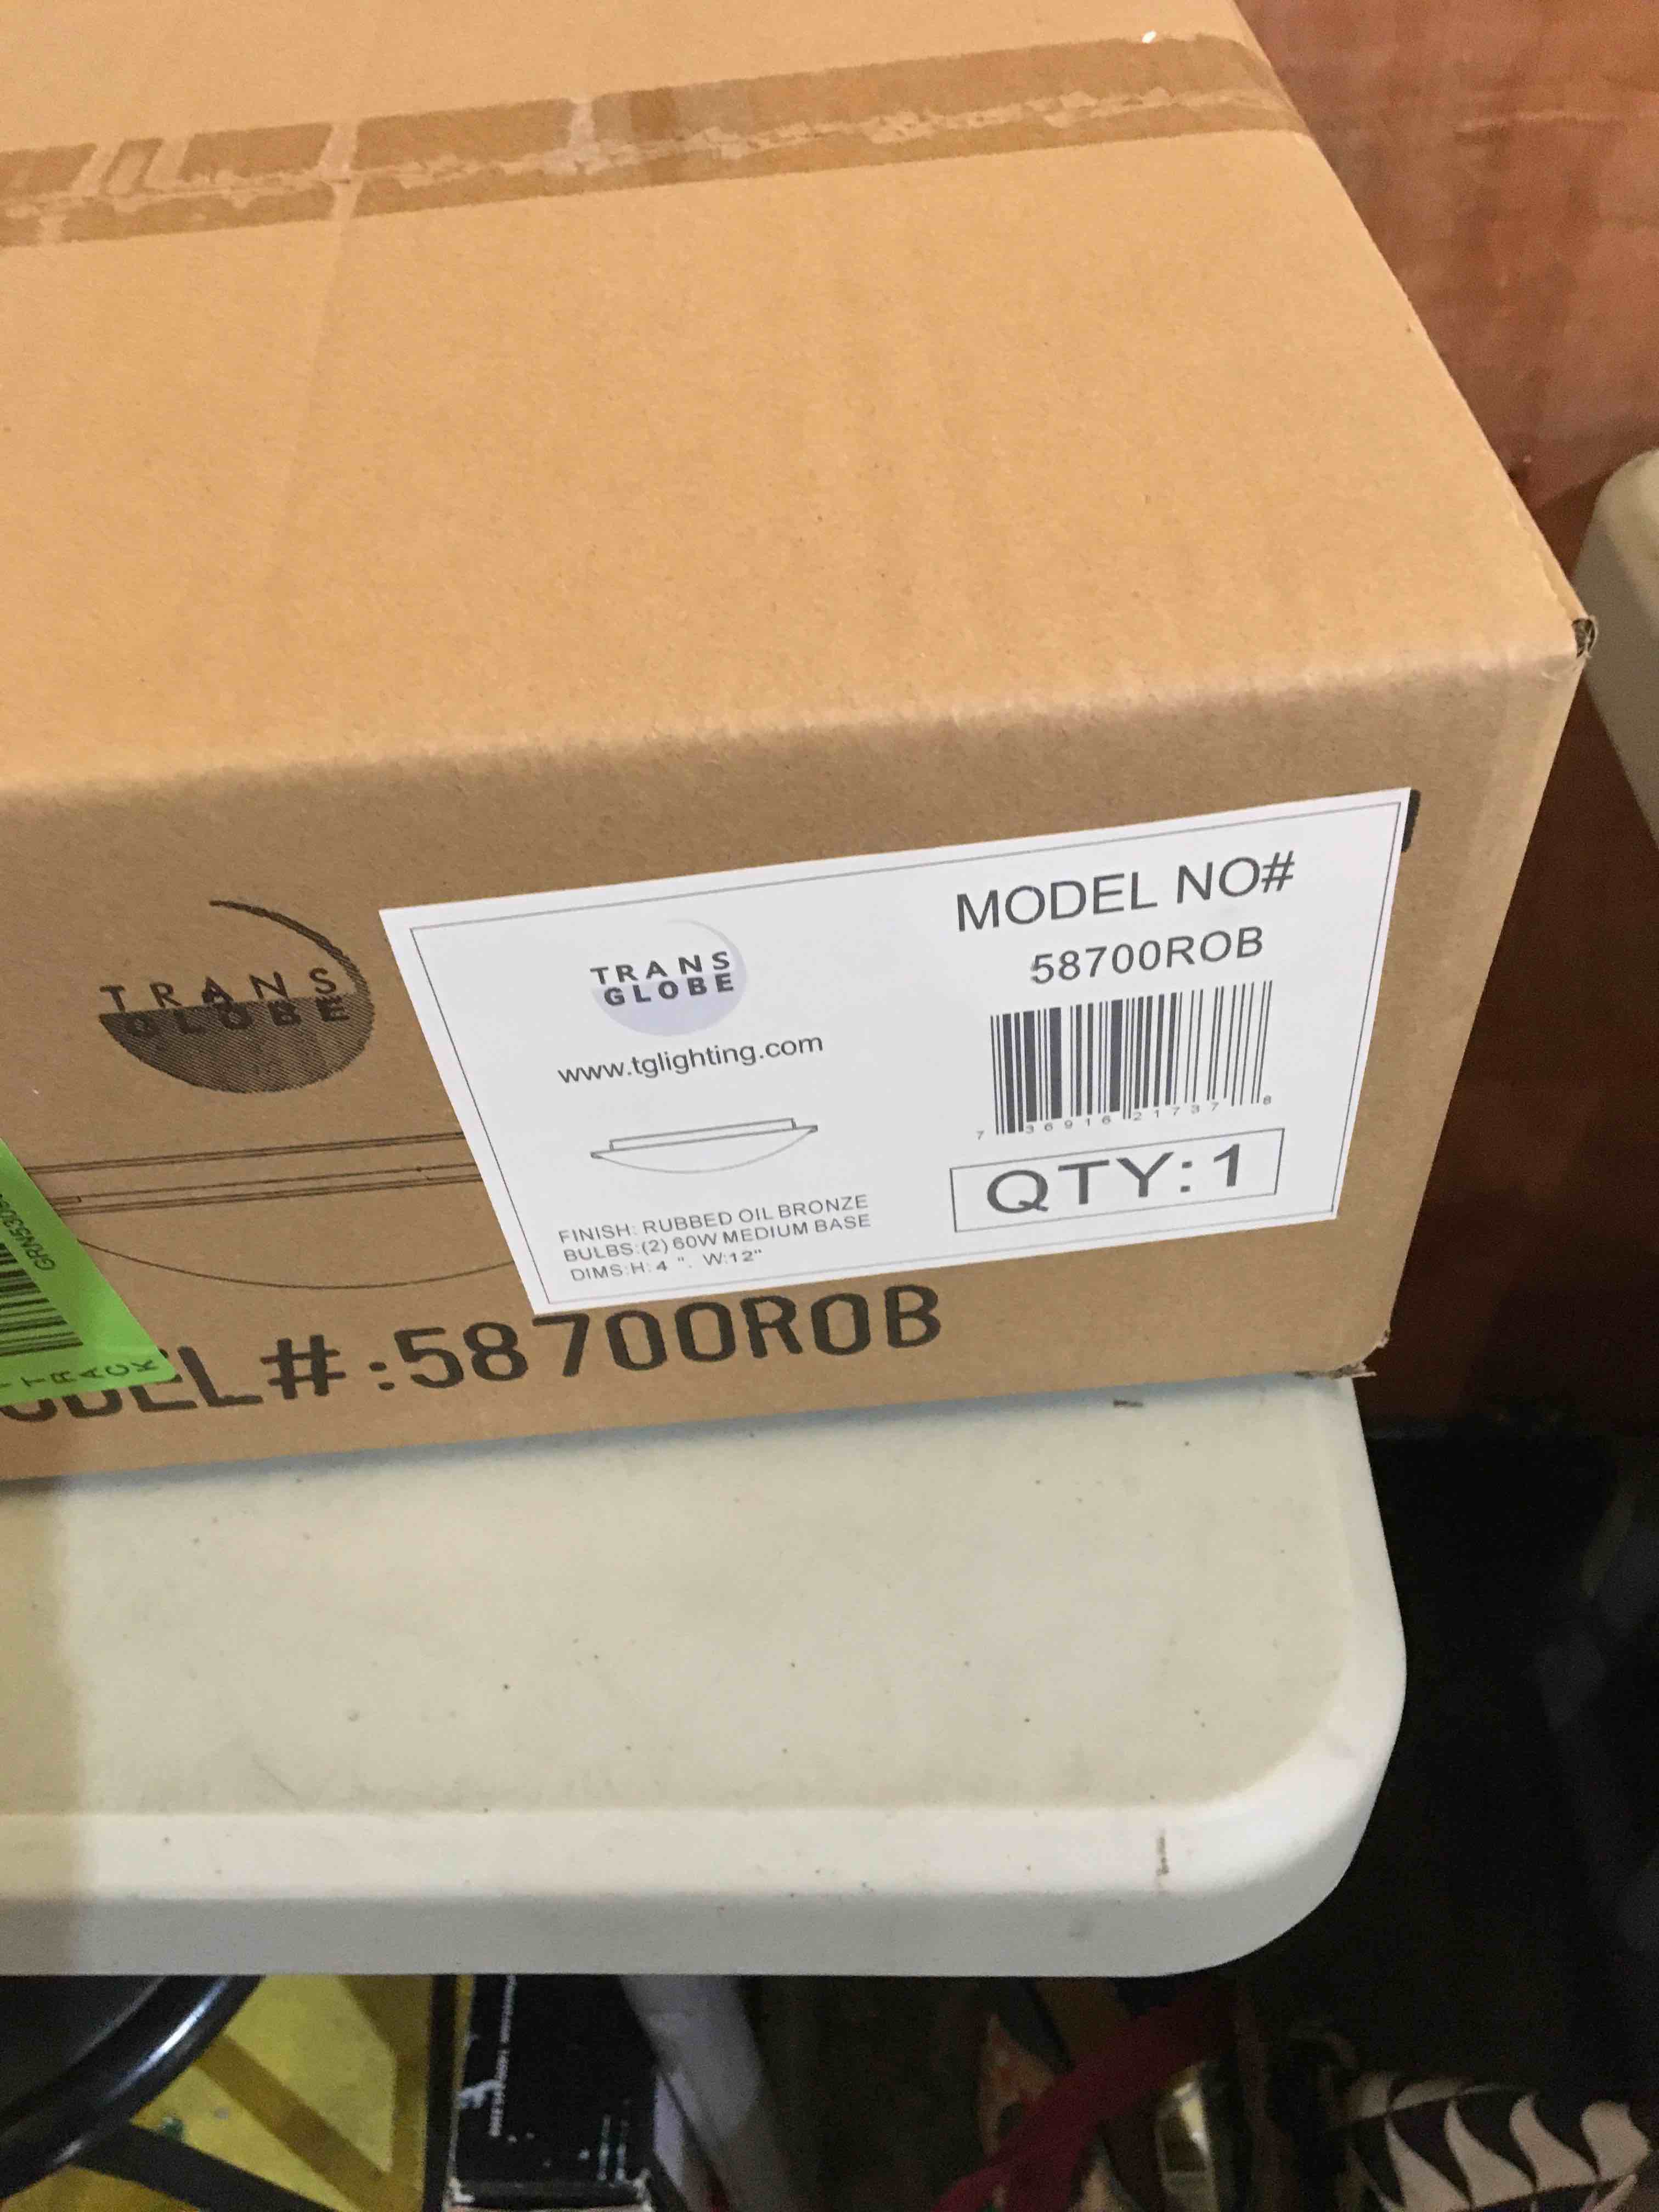 TRANS
GLOBE
TRANS
GLOBE
www.tglighting.com
FINISH: RUBBED OIL BRONZE
BULBS:(2) 60W MEDIUM BASE
DIMS:H: 4 ". W:12"
MODEL NO#
58700ROB
7 36916 21737 8
QTY:1
TRACK
#:58700ROB